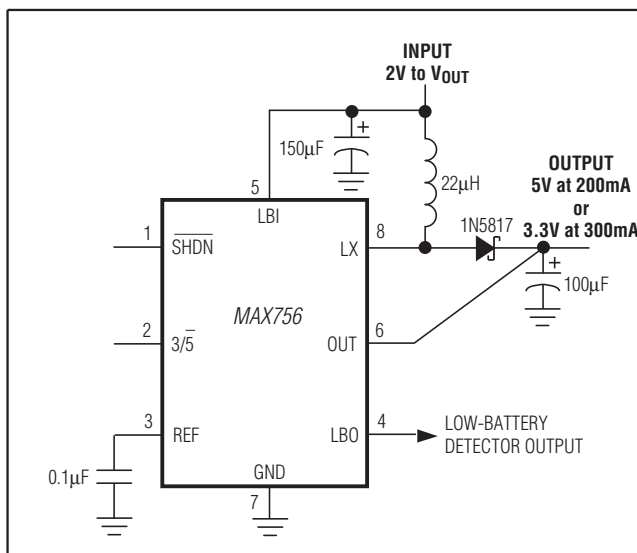 INPUT
2V to VOUT
150µF
+
22µH
OUTPUT
5V at 200mA
or
3.3V at 300mA
5
LBI
1
SHDN
8
LX
1N5817
+
100µF
MAX756
2
3/5
6
OUT
3
REF
4
LBO
LOW-BATTERY
DETECTOR OUTPUT
0.1µF
GND
7